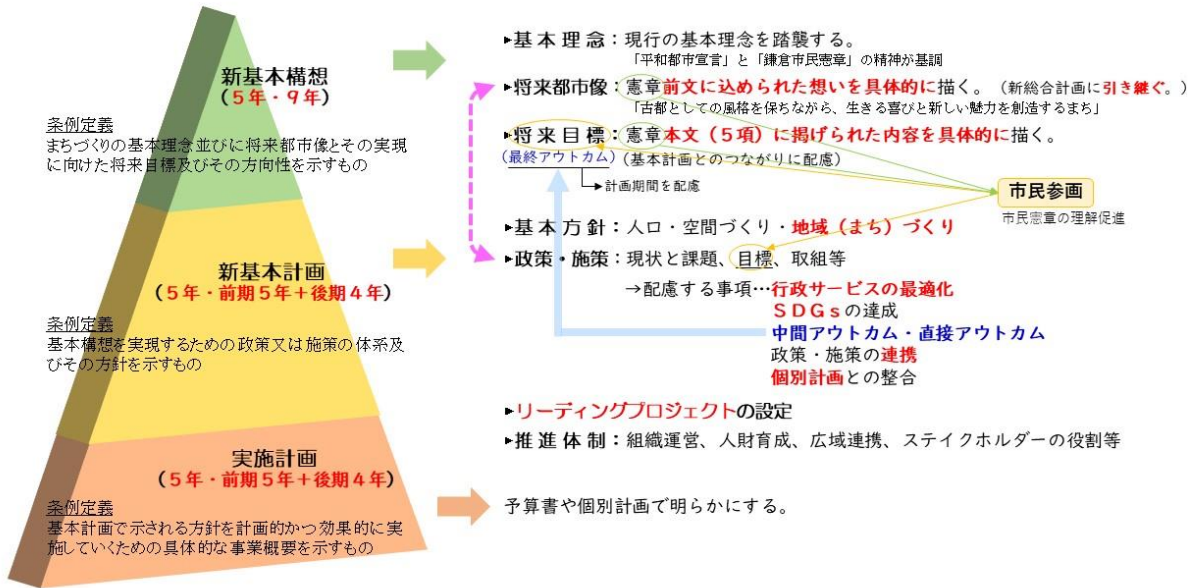 新基本構想
(5年・9年)
条例定義
まちづくりの基本理念並びに将来都市像とその実現
に向けた将来目標及びその方向性を示すもの
▸基本理念：現行の基本理念を踏襲する。
「平和都市宣言」と「鎌倉市民憲章」の精神が基調
▸将来都市像：憲章前文に込められた想いを具体的に描く。（新総合計画に引き継ぐ。）
「古都としての風格を保ちながら、生きる喜びと新しい魅力を創造するまち」
▸将来目標：憲章本文（5項）に掲げられた内容を具体的に描く。
(最終アウトカム) (基本計画とのつながりに配慮)
計画期間を配慮
市民参画
市民憲章の理解促進
新基本計画
(5年・前期5年＋後期4年)
条例定義
基本構想を実現するための政策又は施策の体系及
びその方針を示すもの
▸基本方針：人口・空間づくり・地域（まち）づくり
▸政策・施策：現状と課題、目標、取組等
→配慮する事項…行政サービスの最適化
SDGsの達成
中間アウトカム・直接アウトカム
政策・施策の連携
個別計画との整合
▸リーディングプロジェクトの設定
▸推進体制：組織運営、人財育成、広域連携、ステイクホルダーの役割等
実施計画
(5年・前期5年＋後期4年)
条例定義
基本計画で示される方針を計画的かつ効果的に実
施していくための具体的な事業概要を示すもの
予算書や個別計画で明らかにする。